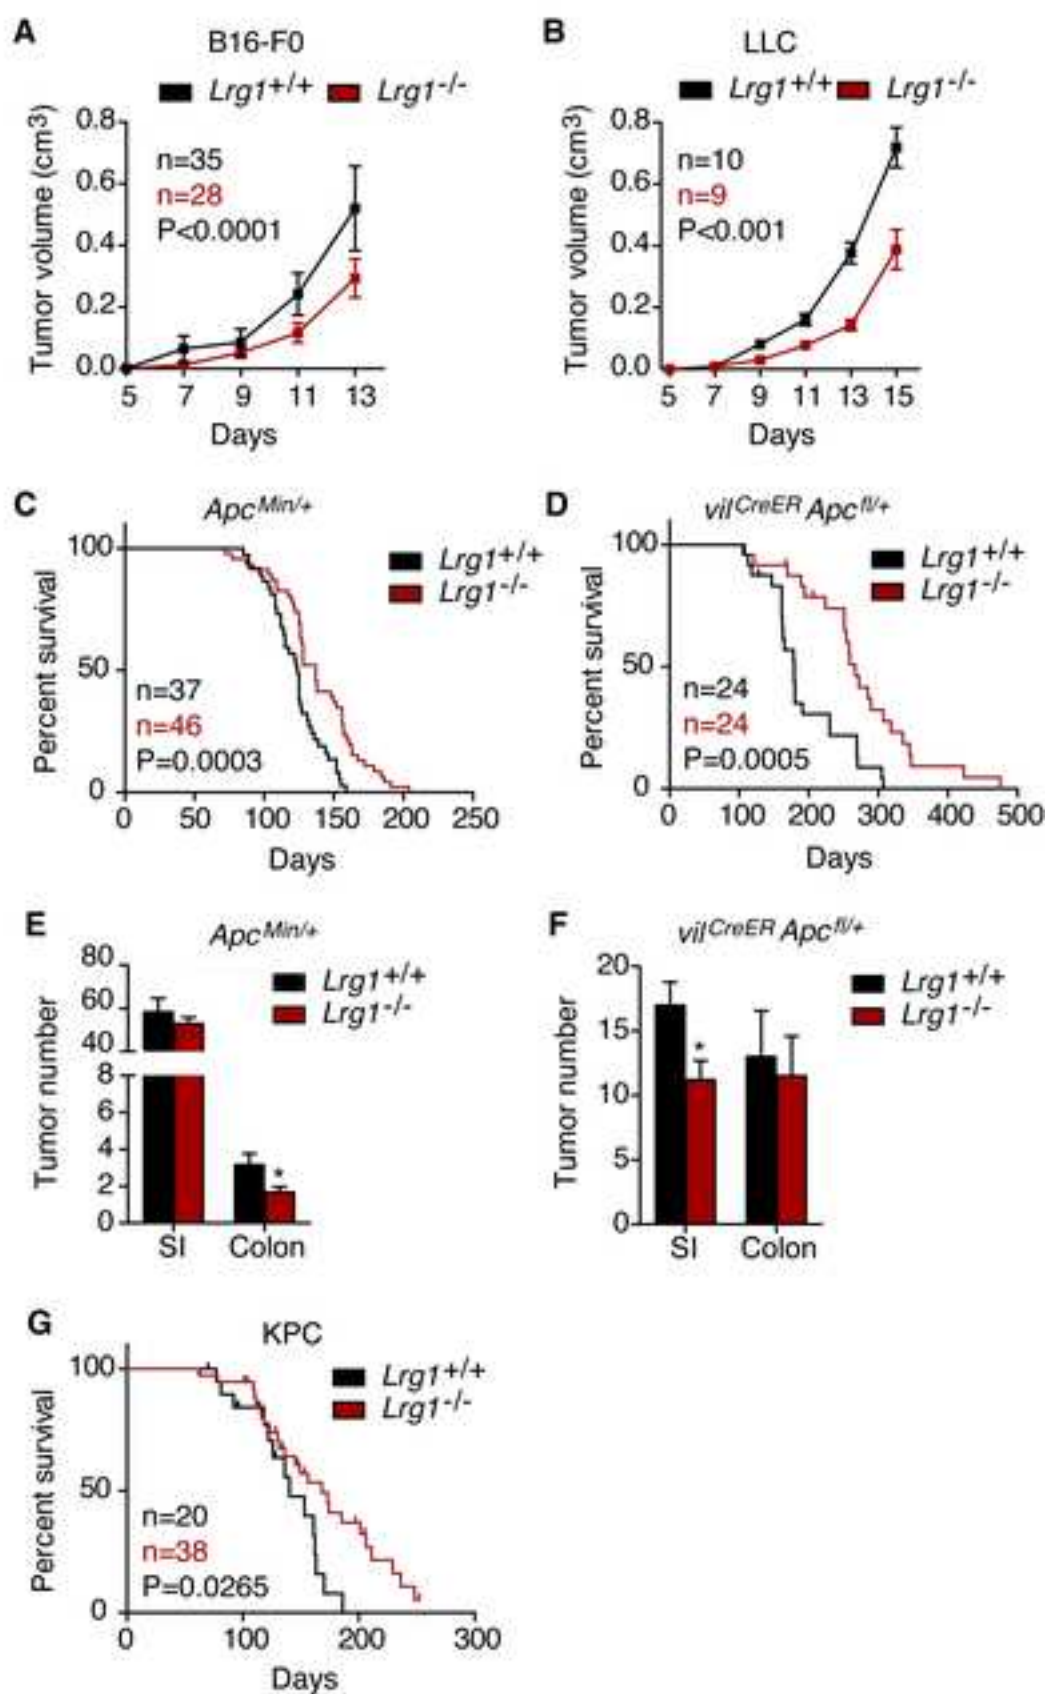 A
B16-F0
Lrg1+/+ Lrg1-/-
Tumor volume (cm3)
0.8
0.6
0.4
0.2
0.0
n=35
n=28
P<0.0001
5 7 9 11 13
Days
B
LLC
Lrg1+/+ Lrg1-/-
Tumor volume (cm3)
0.8
0.6
0.4
0.2
0.0
n=10
n=9
P<0.001
5 7 9 11 13 15
Days
C
ApcMin/+
Lrg1+/+
Lrg1-/-
Percent survival
100
50
0
n=37
n=46
P=0.0003
0 50 100 150 200 250
Days
D
vilCreER Apcfl/+
Lrg1+/+
Lrg1-/-
Percent survival
100
50
0
n=24
n=24
P=0.0005
0 100 200 300 400 500
Days
E
ApcMin/+
Lrg1+/+
Lrg1-/-
Tumor number
80
60
40
8
6
4
2
0
*
SI Colon
F
vilCreER Apcfl/+
Lrg1+/+
Lrg1-/-
Tumor number
20
15
10
5
0
*
SI Colon
G
KPC
Lrg1+/+
Lrg1-/-
Percent survival
100
50
0
n=20
n=38
P=0.0265
0 100 200 300
Days